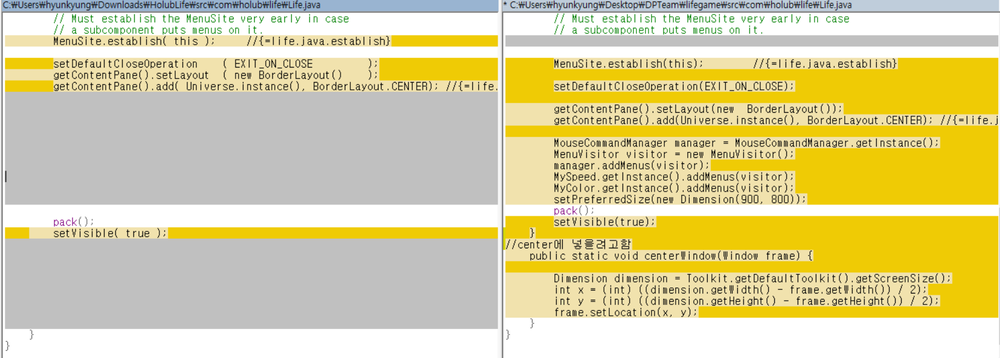 C:₩Users₩hyunkyung₩Downloads₩HolubLife₩src₩com₩holub₩life₩Life.java
// Must establish the MenuSite very early in case
// a subcomponent puts menus on it.
MenuSite.establish( this ); //{=life.java.establish}
setDefaultCloseOperation ( EXIT_ON_CLOSE );
getContentPane().setLayout ( new BorderLayout() );
getContentPane().add( Universe.instance(), BorderLayout.CENTER); //{=life.
pack();
setVisible( true );
}
}
* C:₩Users₩hyunkyung₩Desktop₩DPTeam₩lifegame₩src₩com₩holub₩life₩Life.java
// Must establish the MenuSite very early in case
// a subcomponent puts menus on it.
MenuSite.establish(this); //{=life.java.establish}
setDefaultCloseOperation(EXIT_ON_CLOSE);
getContentPane().setLayout(new BorderLayout());
getContentPane().add(Universe.instance(), BorderLayout.CENTER); //{=life.j
MouseCommandManager manager = MouseCommandManager.getInstance();
MenuVisitor visitor = new MenuVisitor();
manager.addMenus(visitor);
MySpeed.getInstance().addMenus(visitor);
MyColor.getInstance().addMenus(visitor);
setPreferredSize(new Dimension(900, 800));
pack();
setVisible(true);
}
//center에 넣을려고함
public static void centerWindow(Window frame) {
Dimension dimension = Toolkit.getDefaultToolkit().getScreenSize();
int x = (int) ((dimension.getWidth() - frame.getWidth()) / 2);
int y = (int) ((dimension.getHeight() - frame.getHeight()) / 2);
frame.setLocation(x, y);
}
}